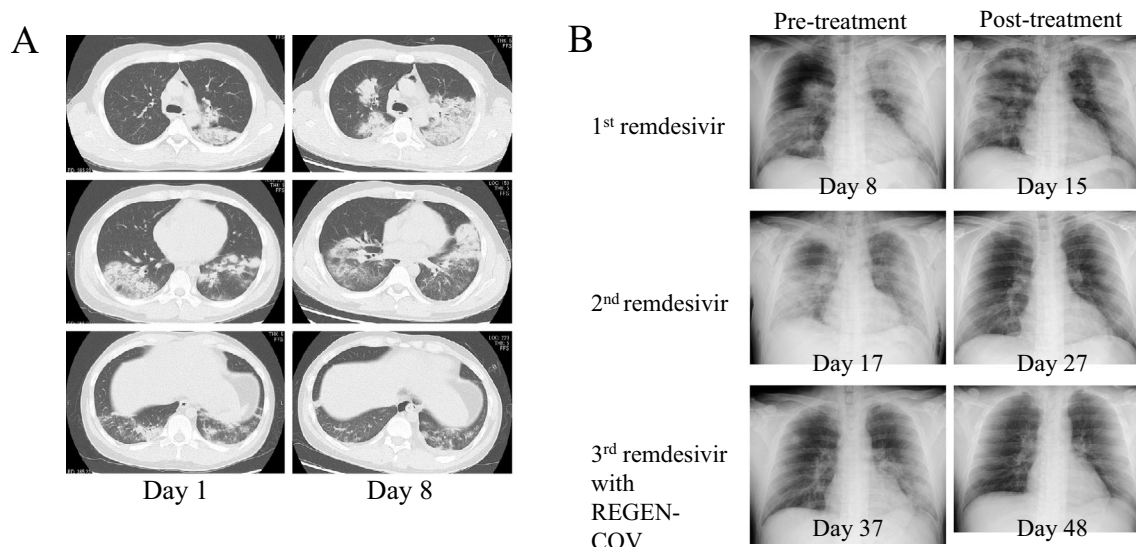 A
B
Pre-treatment Post-treatment
1st remdesivir
Day 8 Day 15
2nd remdesivir
Day 17 Day 27
3rd remdesivir
with
REGEN-
COV
Day 37 Day 48
Day 1 Day 8